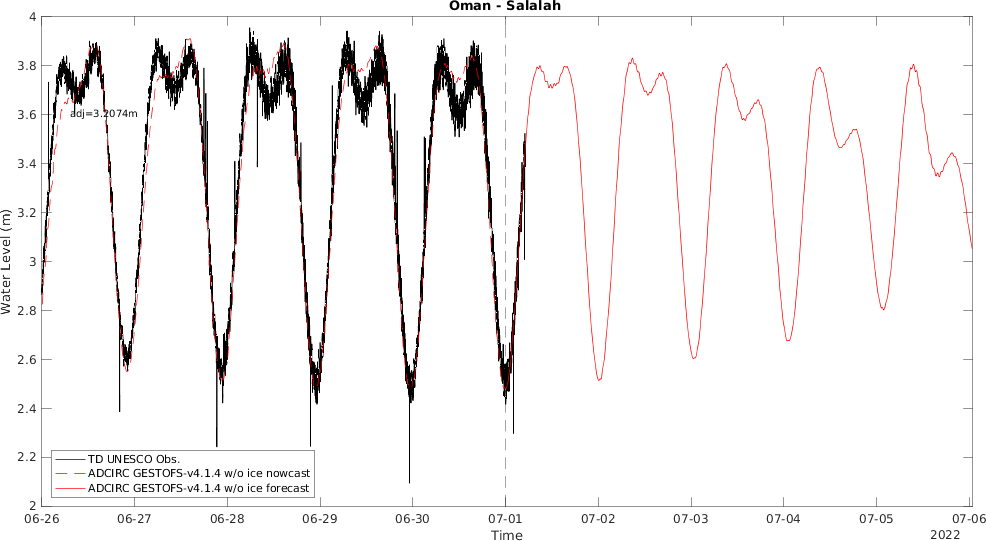 Oman - Salalah
4
3.8
3.6
3.4
3.2
3
2.8
2.6
2.4
2.2
2
Water Level (m)
adj=3.2074m
TD UNESCO Obs.
ADCIRC GESTOFS-v4.1.4 w/o ice nowcast
ADCIRC GESTOFS-v4.1.4 w/o ice forecast
06-26 06-27 06-28 06-29 06-30 07-01 07-02 07-03 07-04 07-05 07-06
Time
2022